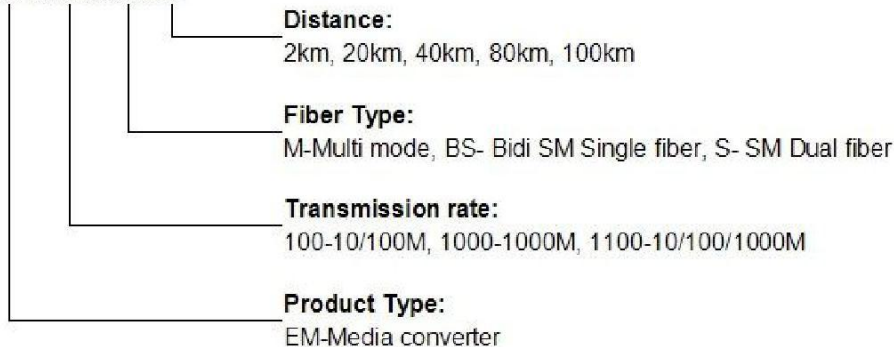 Distance:
2km, 20km, 40km, 80km, 100km
Fiber Type:
M-Multi mode, BS- Bidi SM Single fiber, S- SM Dual fiber
Transmission rate:
100-10/100M, 1000-1000M, 1100-10/100/1000M
Product Type:
EM-Media converter